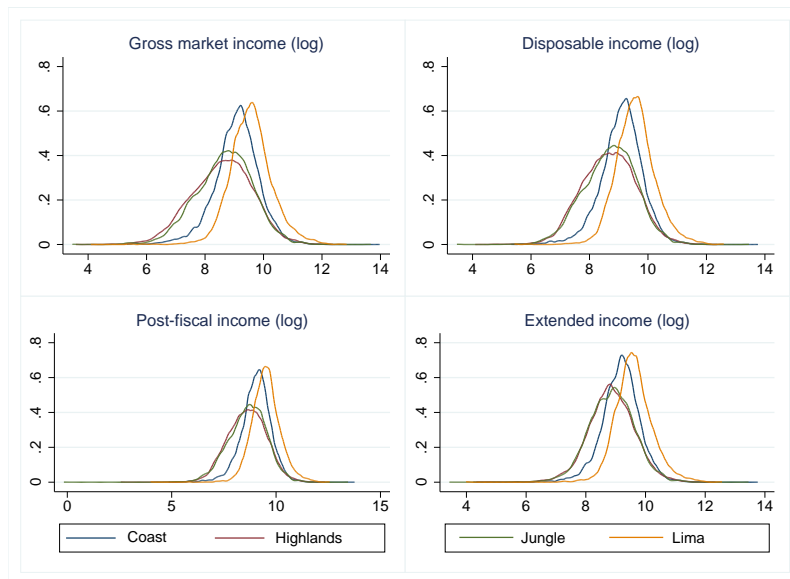 Gross market income (log)
.8
.6
.4
.2
0
4 6 8 10 12 14
Disposable income (log)
.8
.6
.4
.2
0
4 6 8 10 12 14
Post-fiscal income (log)
.8
.6
.4
.2
0
0 5 10 15
Coast Highlands
Extended income (log)
.8
.6
.4
.2
0
4 6 8 10 12 14
Jungle Lima